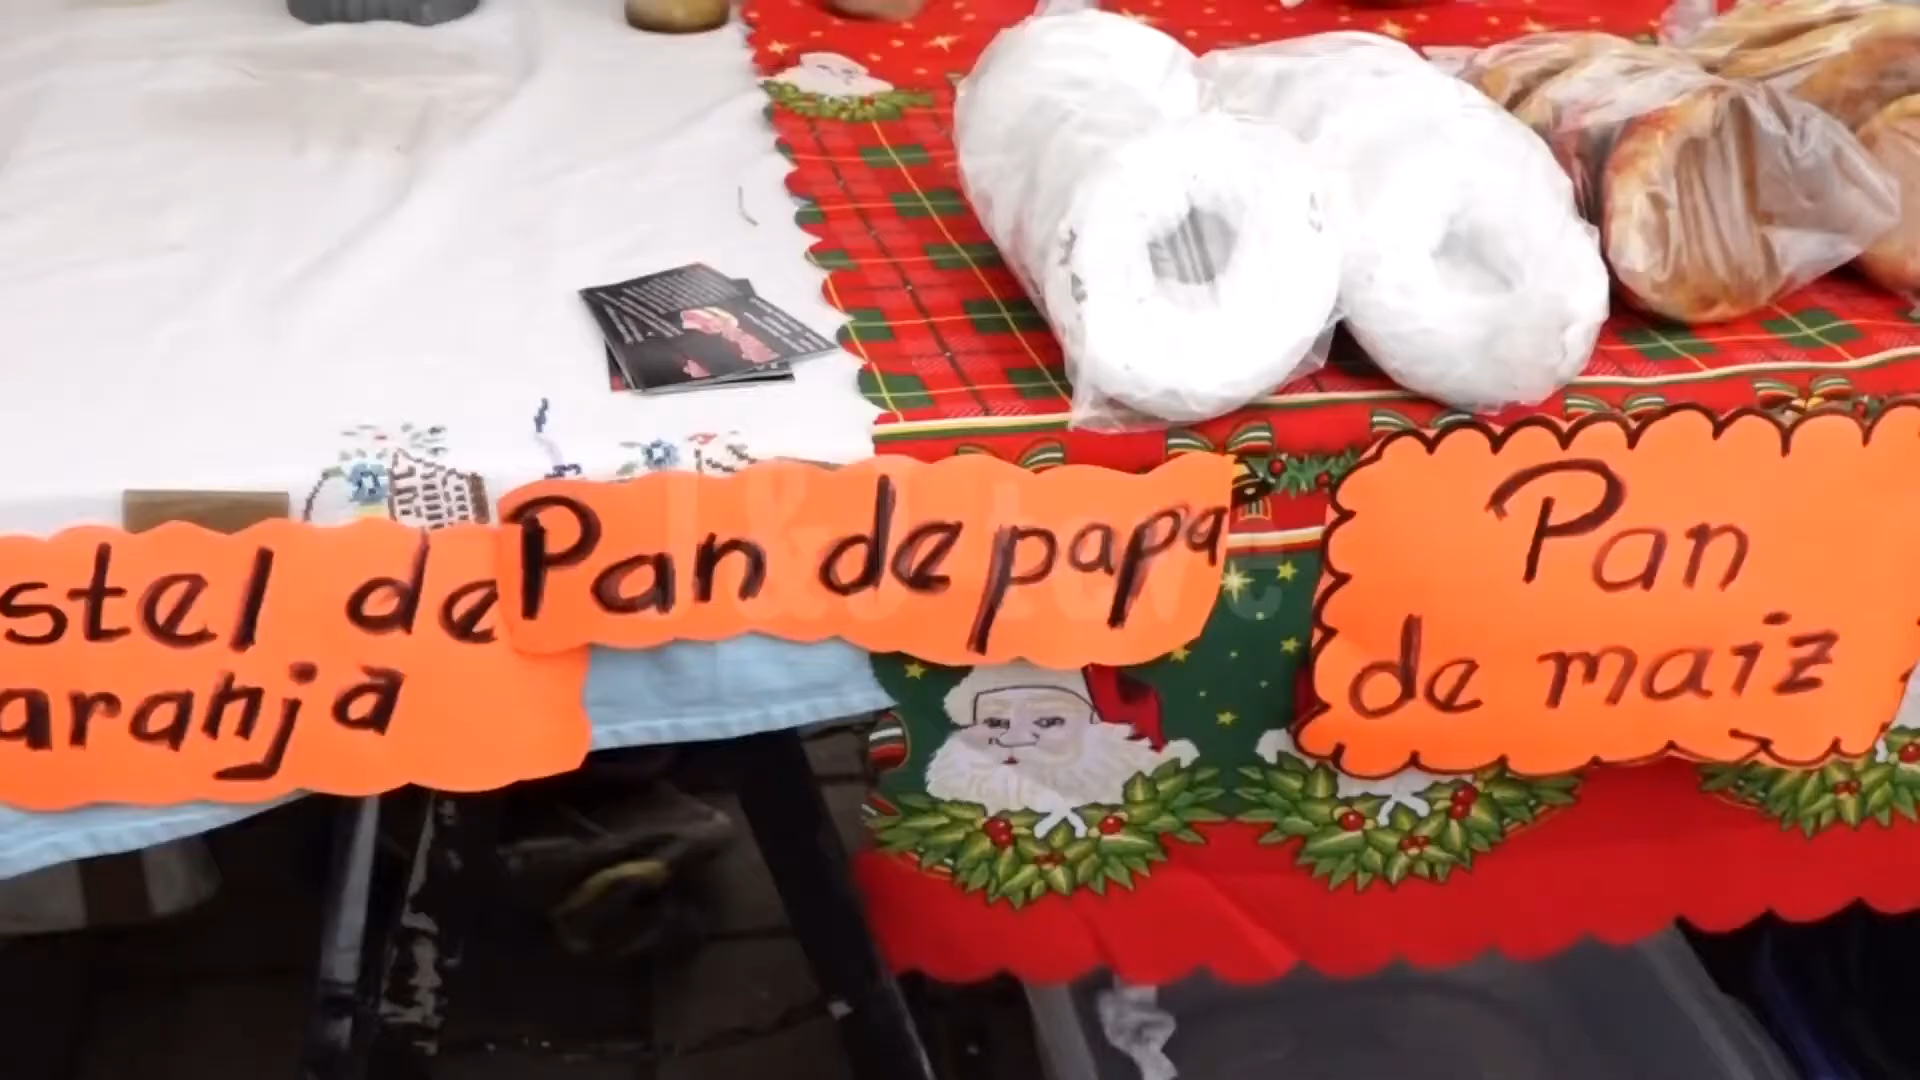 stel de
aranja
Pan de papa
Pan
de maiz